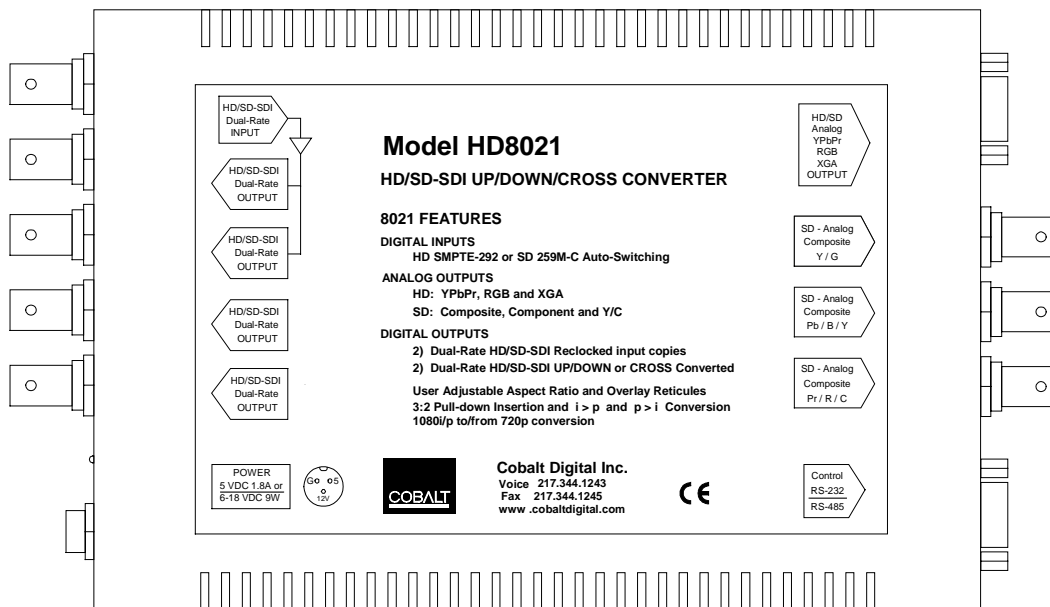 HD/SD-SDI
Dual-Rate
INPUT
HD/SD-SDI
Dual-Rate
OUTPUT
HD/SD-SDI
Dual-Rate
OUTPUT
HD/SD-SDI
Dual-Rate
OUTPUT
HD/SD-SDI
Dual-Rate
OUTPUT
POWER
5 VDC 1.8A or
6-18 VDC 9W
G 5
12V
Model HD8021
HD/SD-SDI UP/DOWN/CROSS CONVERTER
8021 FEATURES
DIGITAL INPUTS
HD SMPTE-292 or SD 259M-C Auto-Switching
ANALOG OUTPUTS
HD: YPbPr, RGB and XGA
SD: Composite, Component and Y/C
DIGITAL OUTPUTS
2) Dual-Rate HD/SD-SDI Reclocked input copies
2) Dual-Rate HD/SD-SDI UP/DOWN or CROSS Converted
User Adjustable Aspect Ratio and Overlay Reticules
3:2 Pull-down Insertion and i > p and p > i Conversion
1080i/p to/from 720p conversion
COBALT
Cobalt Digital Inc.
Voice 217.344.1243
Fax 217.344.1245
www .cobaltdigital.com
CE
HD/SD
Analog
YPbPr
RGB
XGA
OUTPUT
SD - Analog
Composite
Y / G
SD - Analog
Composite
Pb / B / Y
SD - Analog
Composite
Pr / R / C
Control
RS-232
RS-485